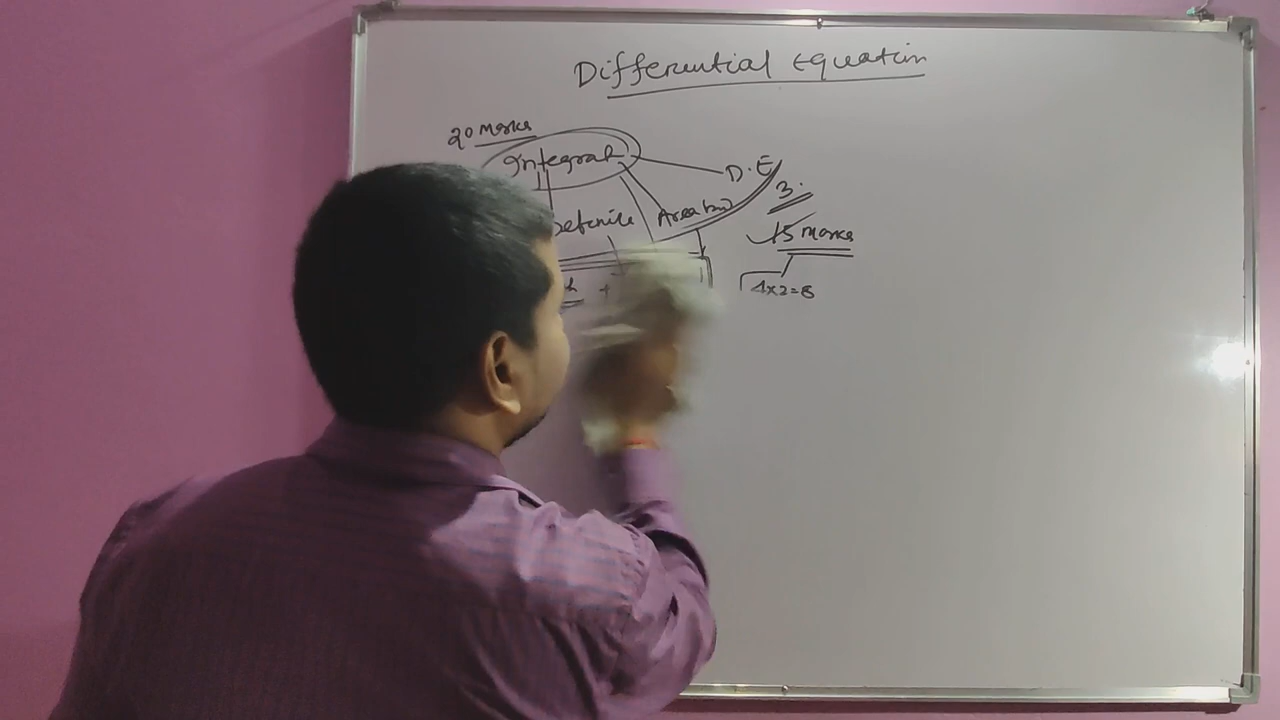 Differential Equation
20 Marks
Integral
D.E
3.
Definite Area
15 Marks
4x2=8
+